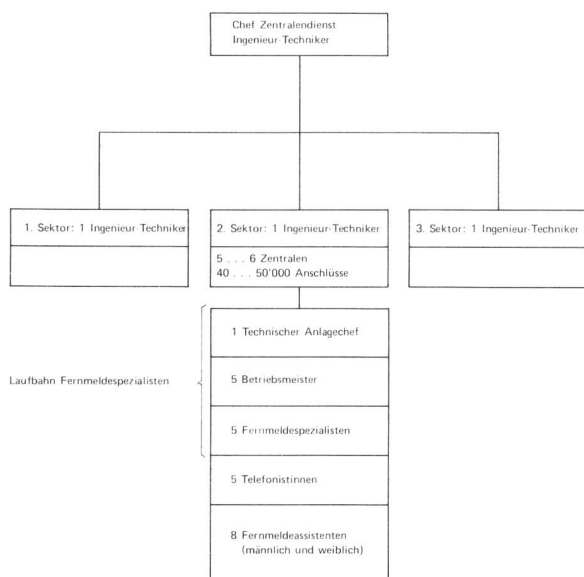 Chef Zentralendienst
Ingenieur-Techniker
1. Sektor: 1 Ingenieur-Techniker
2. Sektor: 1 Ingenieur-Techniker
3. Sektor: 1 Ingenieur-Techniker
5 . . . 6 Zentralen
40 . . . 50'000 Anschlüsse
1 Technischer Anlagechef
Laufbahn Fernmeldespezialisten
5 Betriebsmeister
5 Fernmeldespezialisten
5 Telefonistinnen
8 Fernmeldeassistenten
(männlich und weiblich)